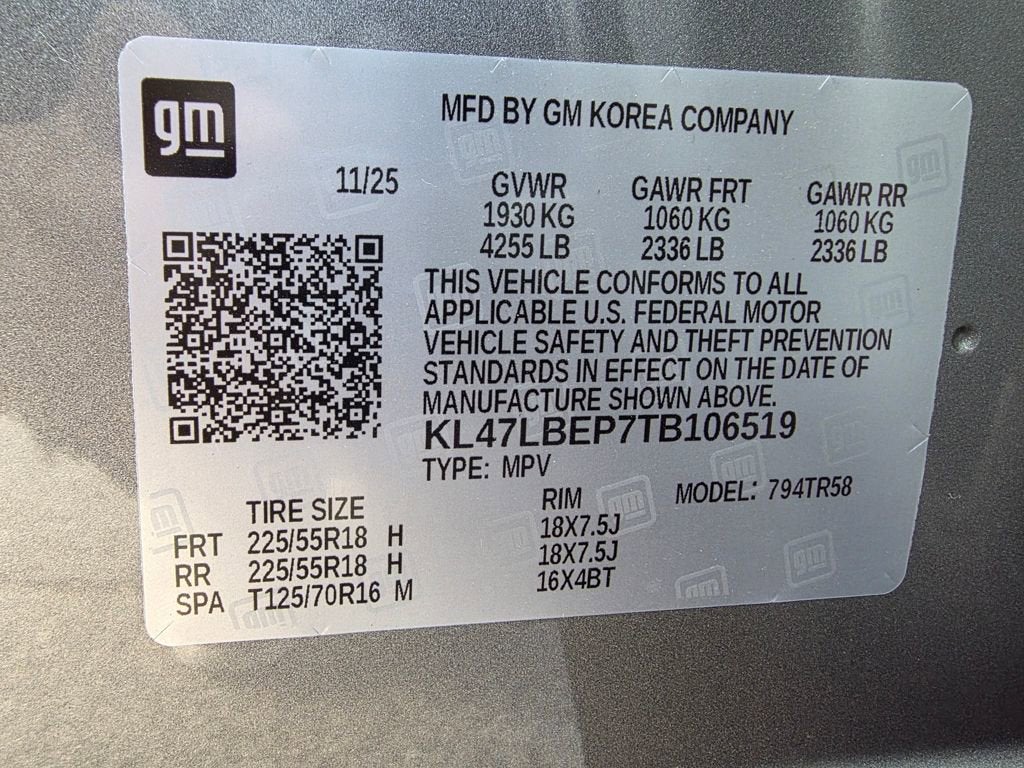 gm
MFD BY GM KOREA COMPANY
11/25 GVWR GAWR FRT GAWR RR
1930 KG 1060 KG 1060 KG
4255 LB 2336 LB 2336 LB
THIS VEHICLE CONFORMS TO ALL
APPLICABLE U.S. FEDERAL MOTOR
VEHICLE SAFETY AND THEFT PREVENTION
STANDARDS IN EFFECT ON THE DATE OF
MANUFACTURE SHOWN ABOVE.
KL47LBEP7TB106519
TYPE: MPV MODEL: 794TR58
TIRE SIZE RIM
FRT 225/55R18 H 18X7.5J
RR 225/55R18 H 18X7.5J
SPA T125/70R16 M 16X4BT